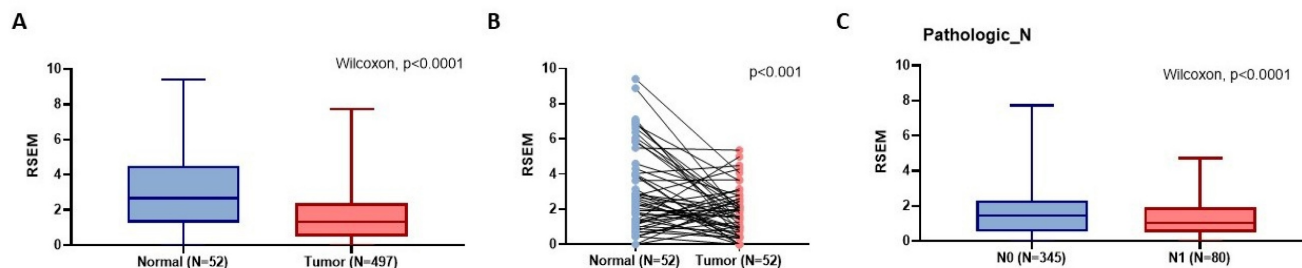 A
Wilcoxon, p<0.0001
RSEM
10
8
6
4
2
0
Normal (N=52)
Tumor (N=497)
B
p<0.001
RSEM
10
8
6
4
2
0
Normal (N=52)
Tumor (N=52)
C
Pathologic_N
Wilcoxon, p<0.0001
RSEM
10
8
6
4
2
0
N0 (N=345)
N1 (N=80)